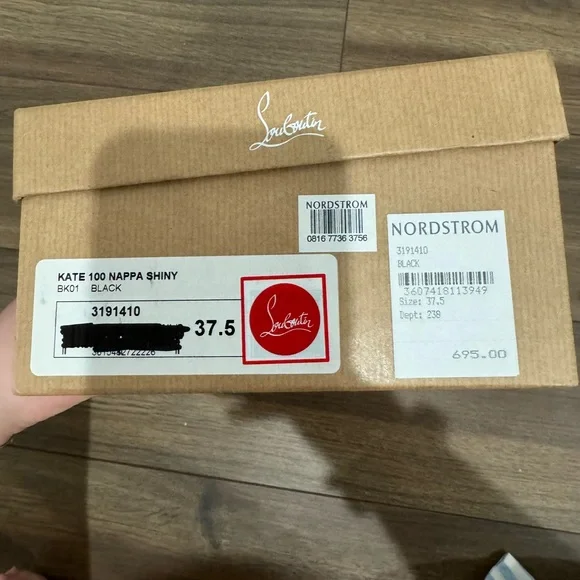 Louboutin
NORDSTROM
0816 7736 3756
NORDSTROM
3191410
BLACK
3607418113949
Size: 37.5
Dept: 238
695.00
KATE 100 NAPPA SHINY
BK01 BLACK
3191410
37.5
Louboutin